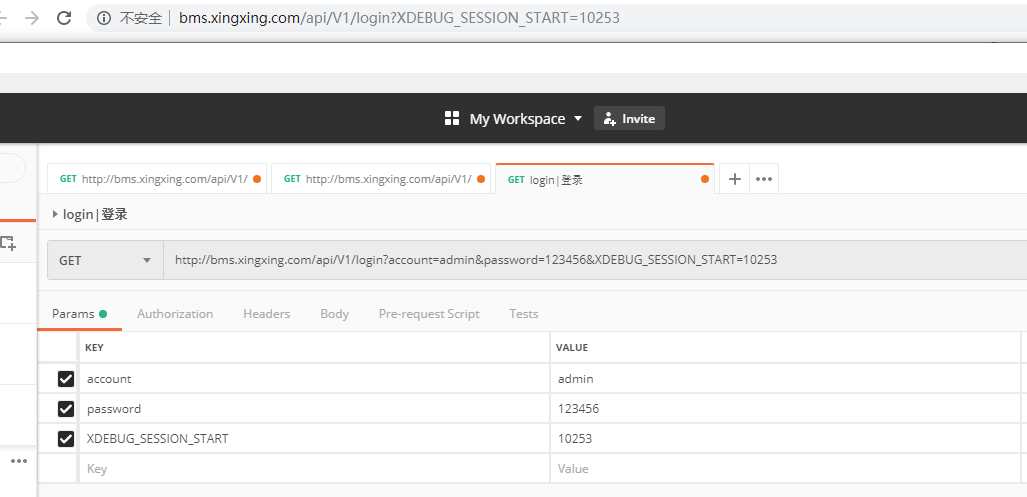 不安全 | bms.xingxing.com/api/V1/login?XDEBUG_SESSION_START=10253
My Workspace Invite
GET http://bms.xingxing.com/api/V1/ GET http://bms.xingxing.com/api/V1/ GET login|登录
login|登录
GET http://bms.xingxing.com/api/V1/login?account=admin&password=123456&XDEBUG_SESSION_START=10253
Params Authorization Headers Body Pre-request Script Tests
KEY VALUE
account admin
password 123456
XDEBUG_SESSION_START 10253
Key Value